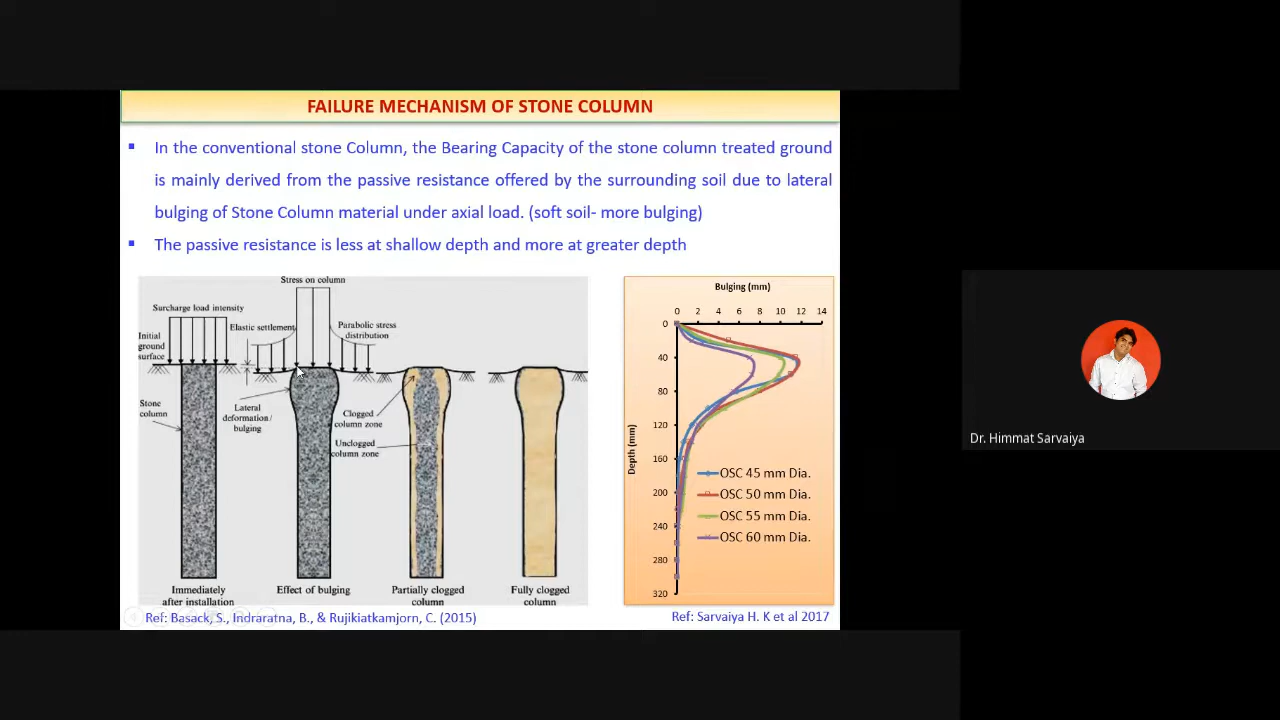 FAILURE MECHANISM OF STONE COLUMN
▪ In the conventional stone Column, the Bearing Capacity of the stone column treated ground
is mainly derived from the passive resistance offered by the surrounding soil due to lateral
bulging of Stone Column material under axial load. (soft soil- more bulging)
▪ The passive resistance is less at shallow depth and more at greater depth
Stress on column
Surcharge load intensity
Elastic settlement
Parabolic stress
distribution
Initial
ground
surface
Stone
column
Lateral
deformation/
bulging
Clogged
column zone
Unclogged
column zone
Immediately
after installation
Effect of bulging
Partially clogged
column
Fully clogged
column
Ref: Basack, S., Indraratna, B., & Rujikiatkamjorn, C. (2015)
Bulging (mm)
0 2 4 6 8 10 12 14
0
40
80
120
160
200
240
280
320
Depth (mm)
OSC 45 mm Dia.
OSC 50 mm Dia.
OSC 55 mm Dia.
OSC 60 mm Dia.
Ref: Sarvaiya H. K et al 2017
Dr. Himmat Sarvaiya